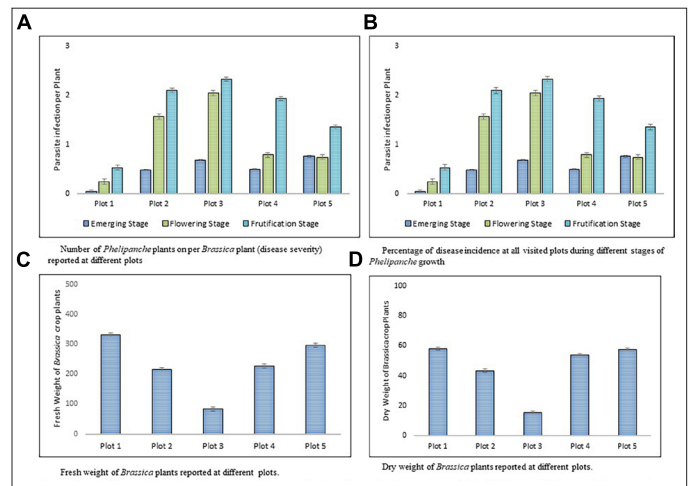 A
3
2
1
0
Parasite infection per Plant
Plot 1 Plot 2 Plot 3 Plot 4 Plot 5
Emerging Stage Flowering Stage Frutification Stage
Number of Phelipanche plants on per Brassica plant (disease severity)
reported at different plots
B
3
2
1
0
Parasite infection per Plant
Plot 1 Plot 2 Plot 3 Plot 4 Plot 5
Emerging Stage Flowering Stage Frutification Stage
Percentage of disease incidence at all visited plots during different stages of
Phelipanche growth
C
500
400
300
200
100
0
Fresh Weight of Brassica crop plants
Plot 1 Plot 2 Plot 3 Plot 4 Plot 5
Fresh weight of Brassica plants reported at different plots.
D
100
80
60
40
20
0
Dry Weight of Brassica crop Plants
Plot 1 Plot 2 Plot 3 Plot 4 Plot 5
Dry weight of Brassica plants reported at different plots.